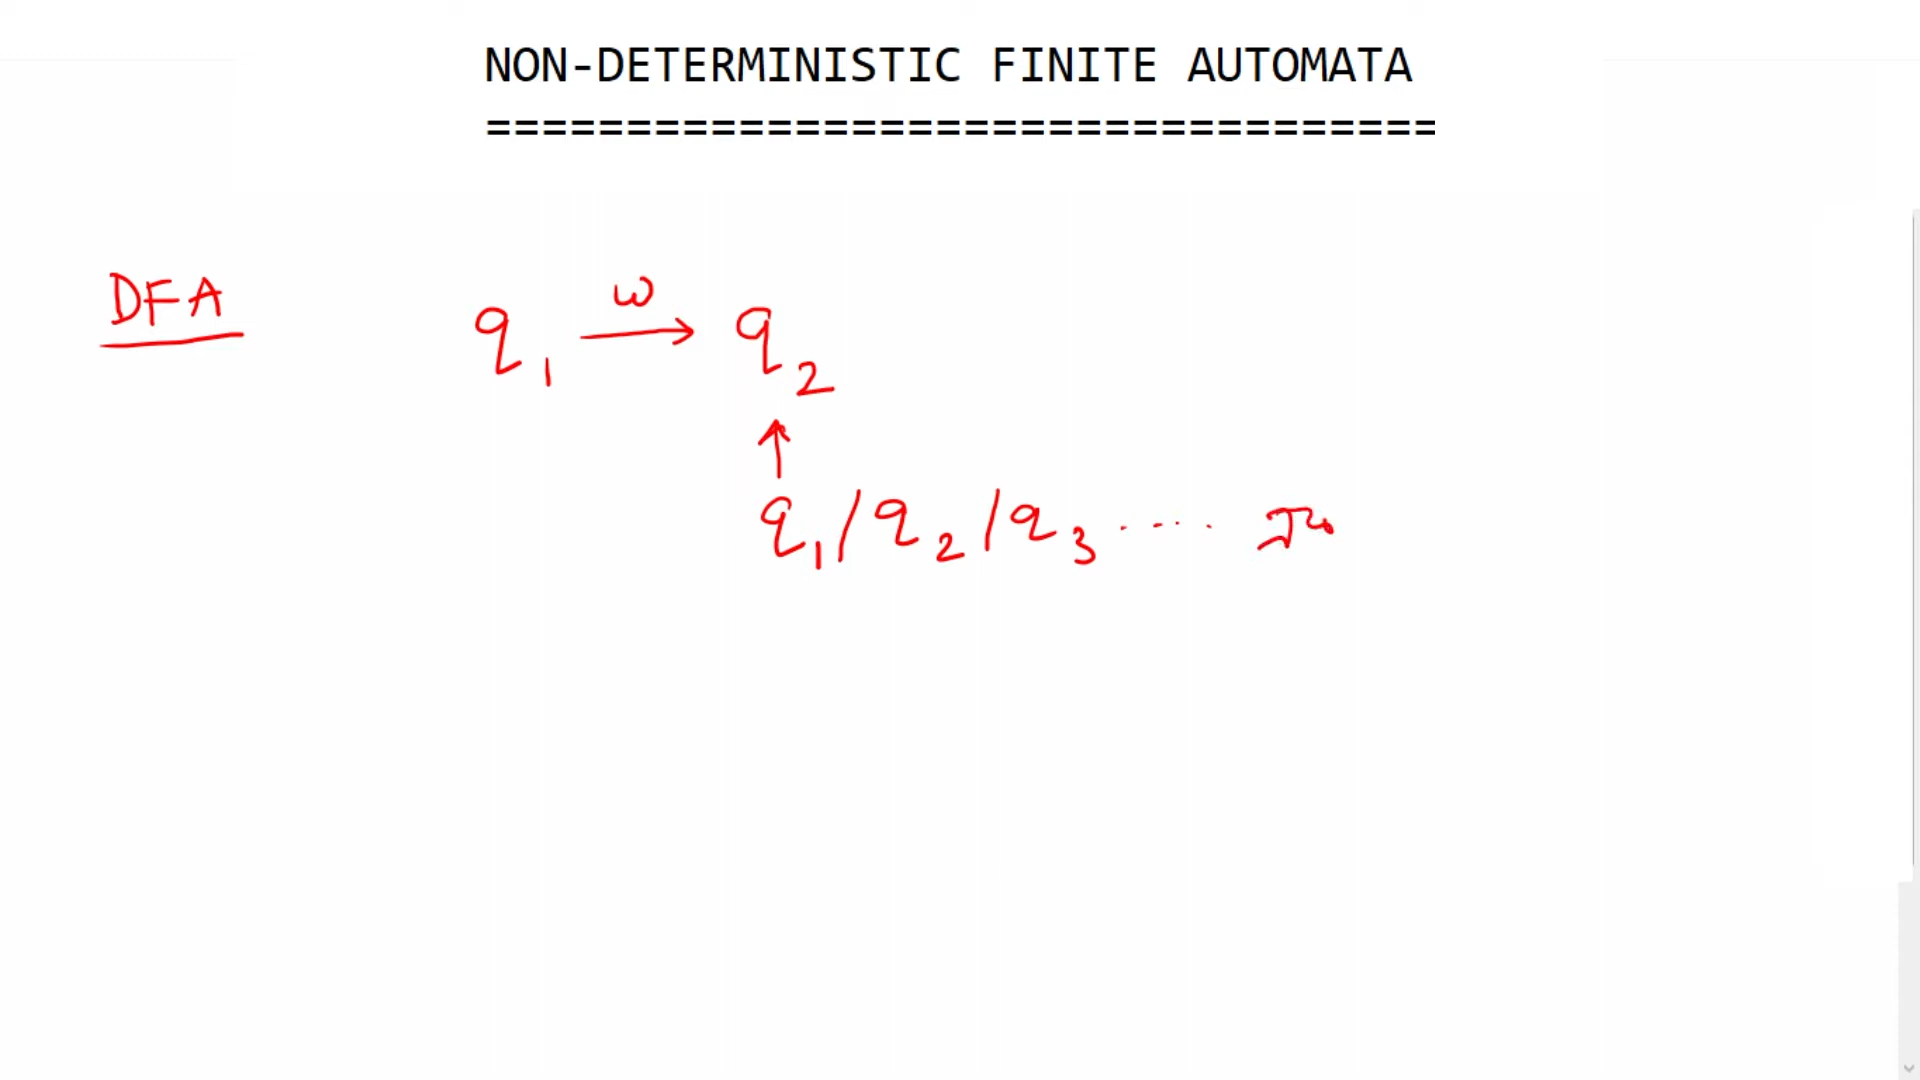 NON-DETERMINISTIC FINITE AUTOMATA
==================================
DFA
q₁ --ω--> q₂
↑
q₁/q₂/q₃ ....